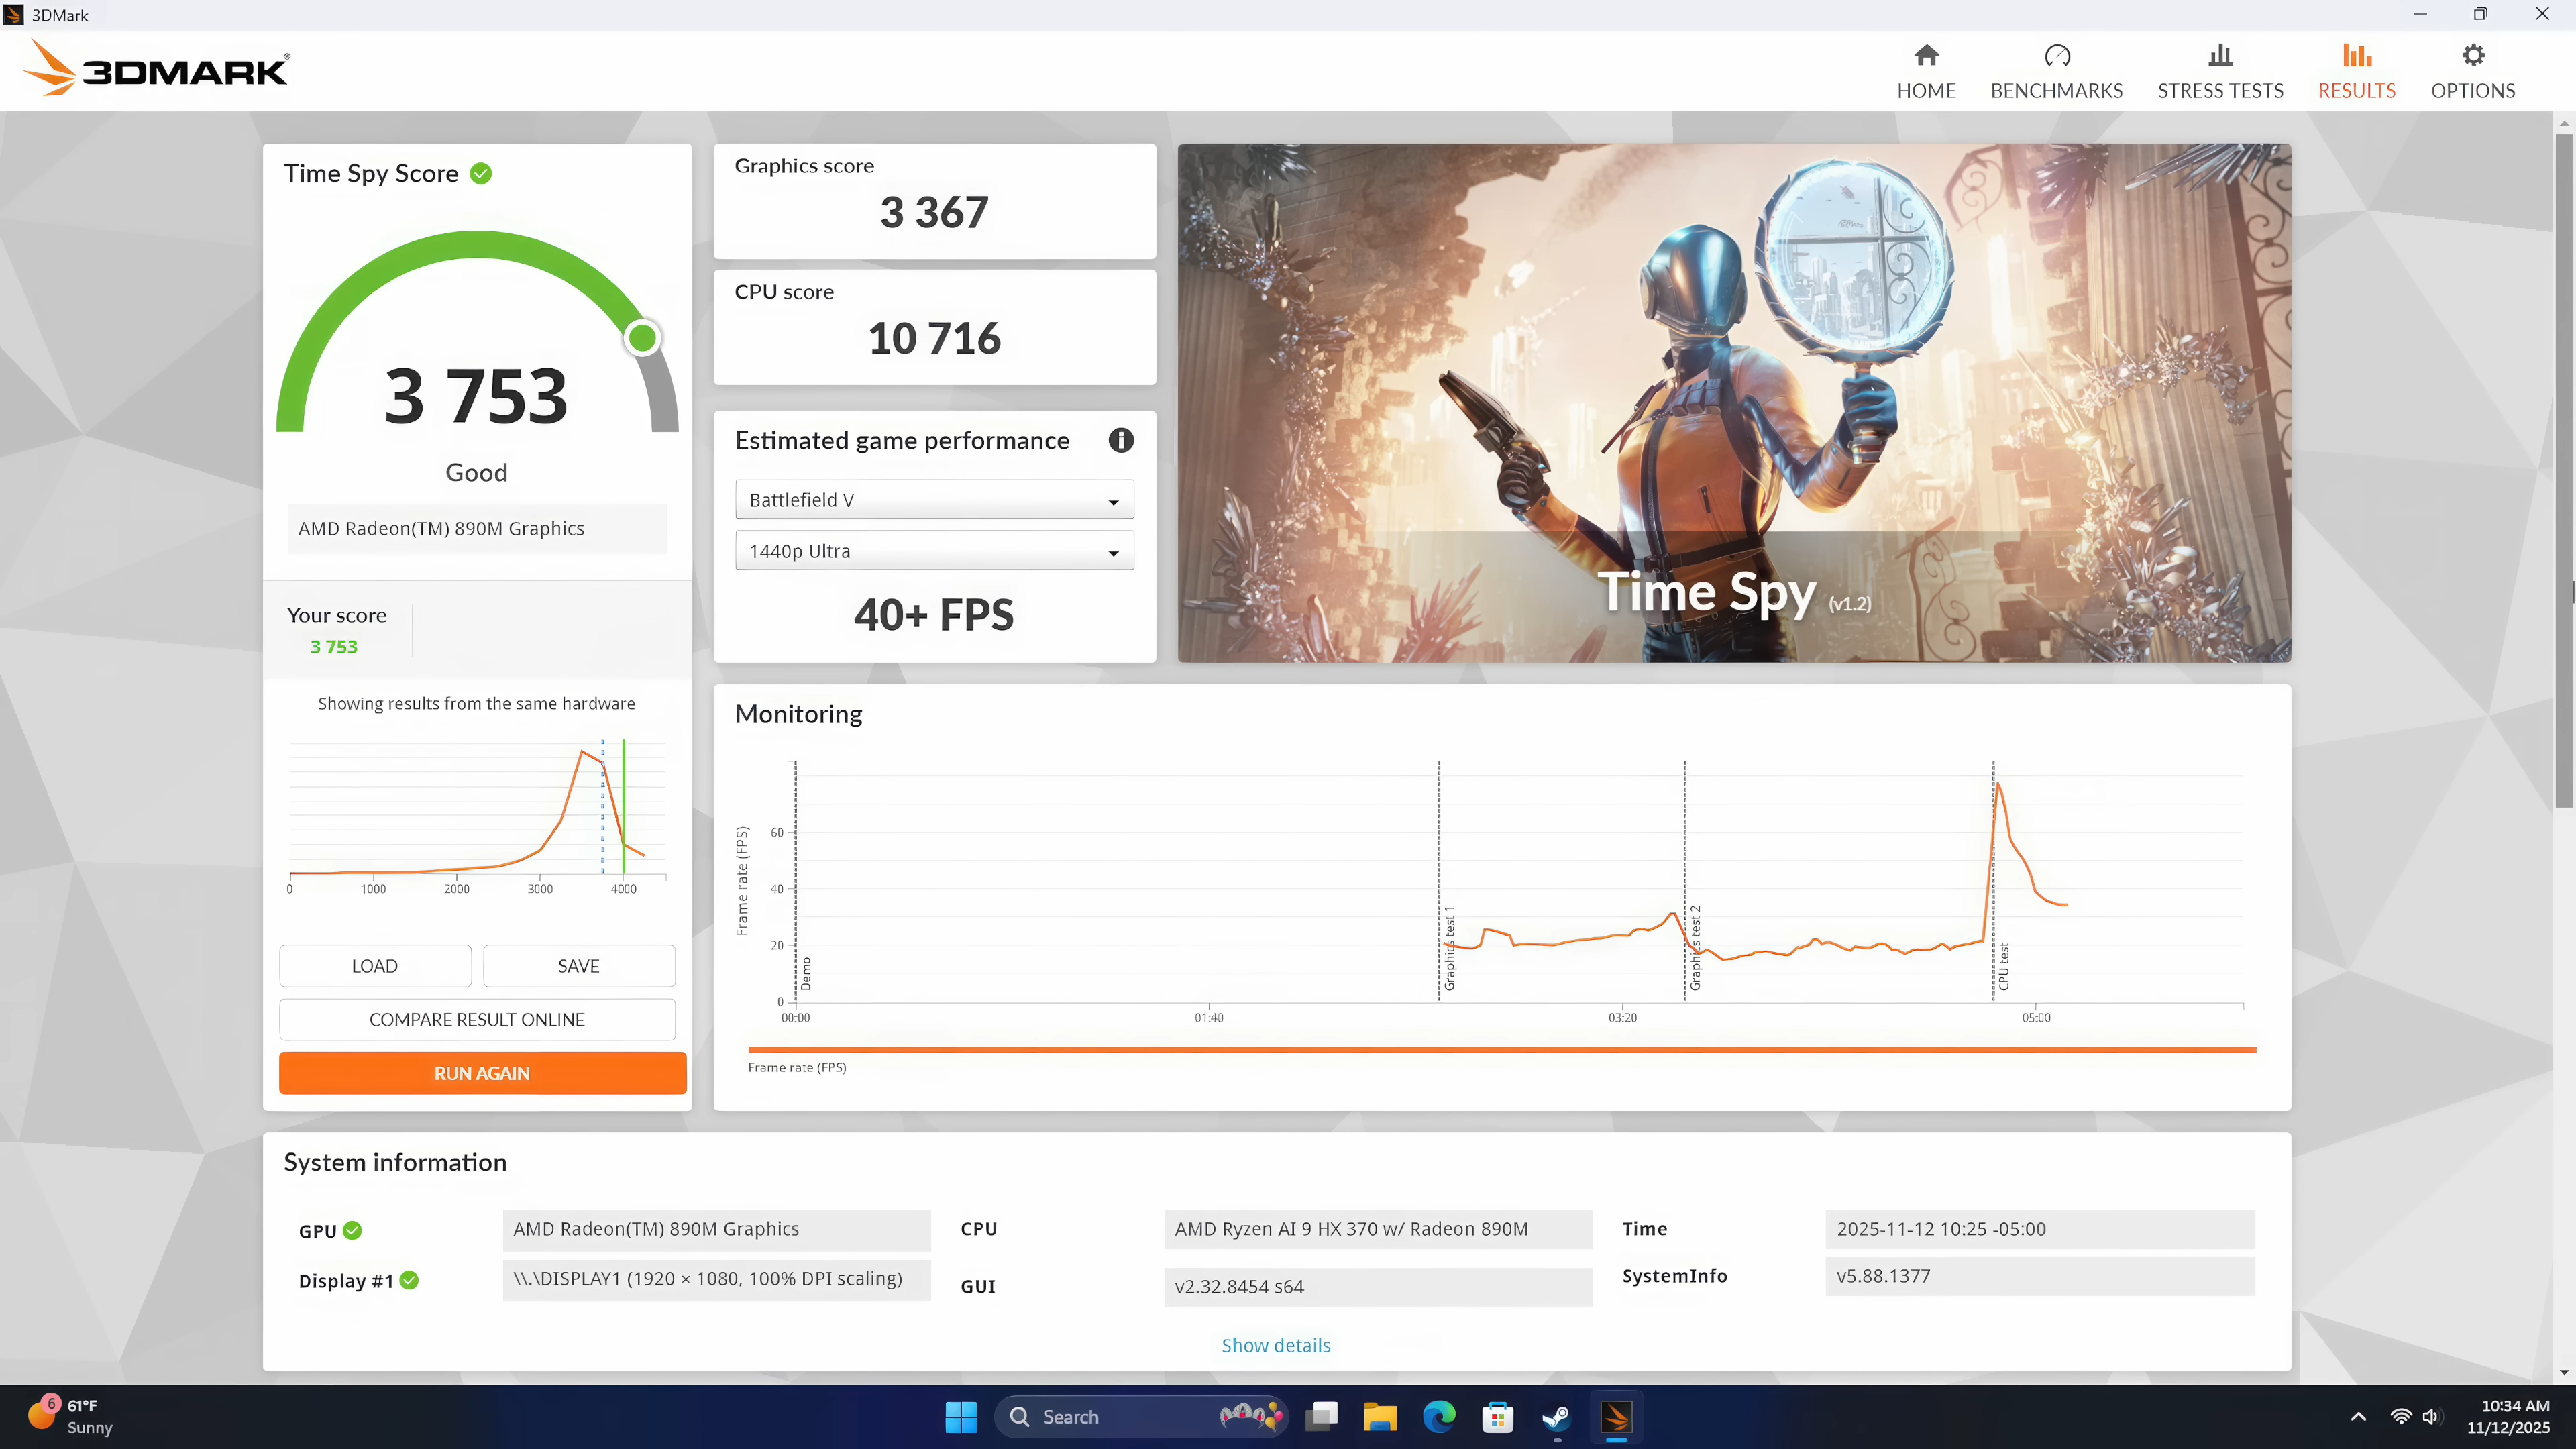 3DMark
3DMARK®
HOME
BENCHMARKS
STRESS TESTS
RESULTS
OPTIONS
Time Spy Score
3 753
Good
AMD Radeon(TM) 890M Graphics
Your score
3 753
Showing results from the same hardware
0 1000 2000 3000 4000
LOAD
SAVE
COMPARE RESULT ONLINE
RUN AGAIN
Graphics score
3 367
CPU score
10 716
Estimated game performance
Battlefield V
1440p Ultra
40+ FPS
Time Spy (v1.2)
Monitoring
Frame rate (FPS)
60
40
20
0
Demo
Graphics test 1
Graphics test 2
CPU test
00:00 01:40 03:20 05:00
Frame rate (FPS)
System information
GPU
AMD Radeon(TM) 890M Graphics
CPU
AMD Ryzen AI 9 HX 370 w/ Radeon 890M
Time
2025-11-12 10:25 -05:00
Display #1
\\.\DISPLAY1 (1920 × 1080, 100% DPI scaling)
GUI
v2.32.8454 s64
SystemInfo
v5.88.1377
Show details
6
61°F
Sunny
Search
10:34 AM
11/12/2025